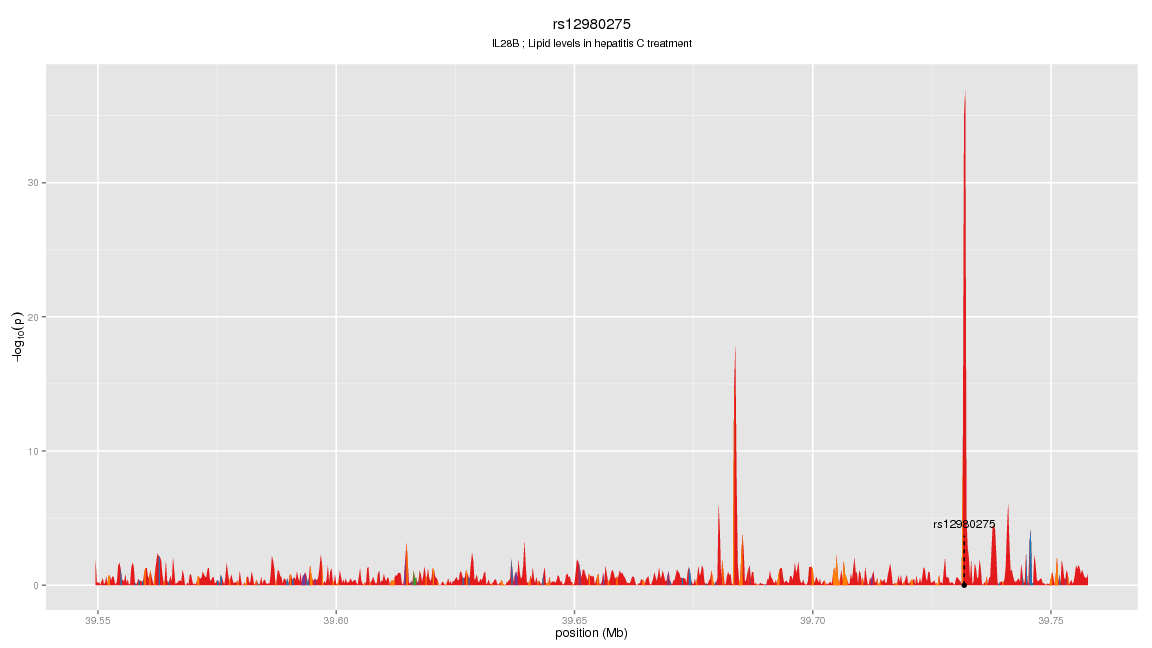 rs12980275
IL28B ; Lipid levels in hepatitis C treatment
−log10(p)
30
20
10
0
rs12980275
39.55
39.60
39.65
39.70
39.75
position (Mb)